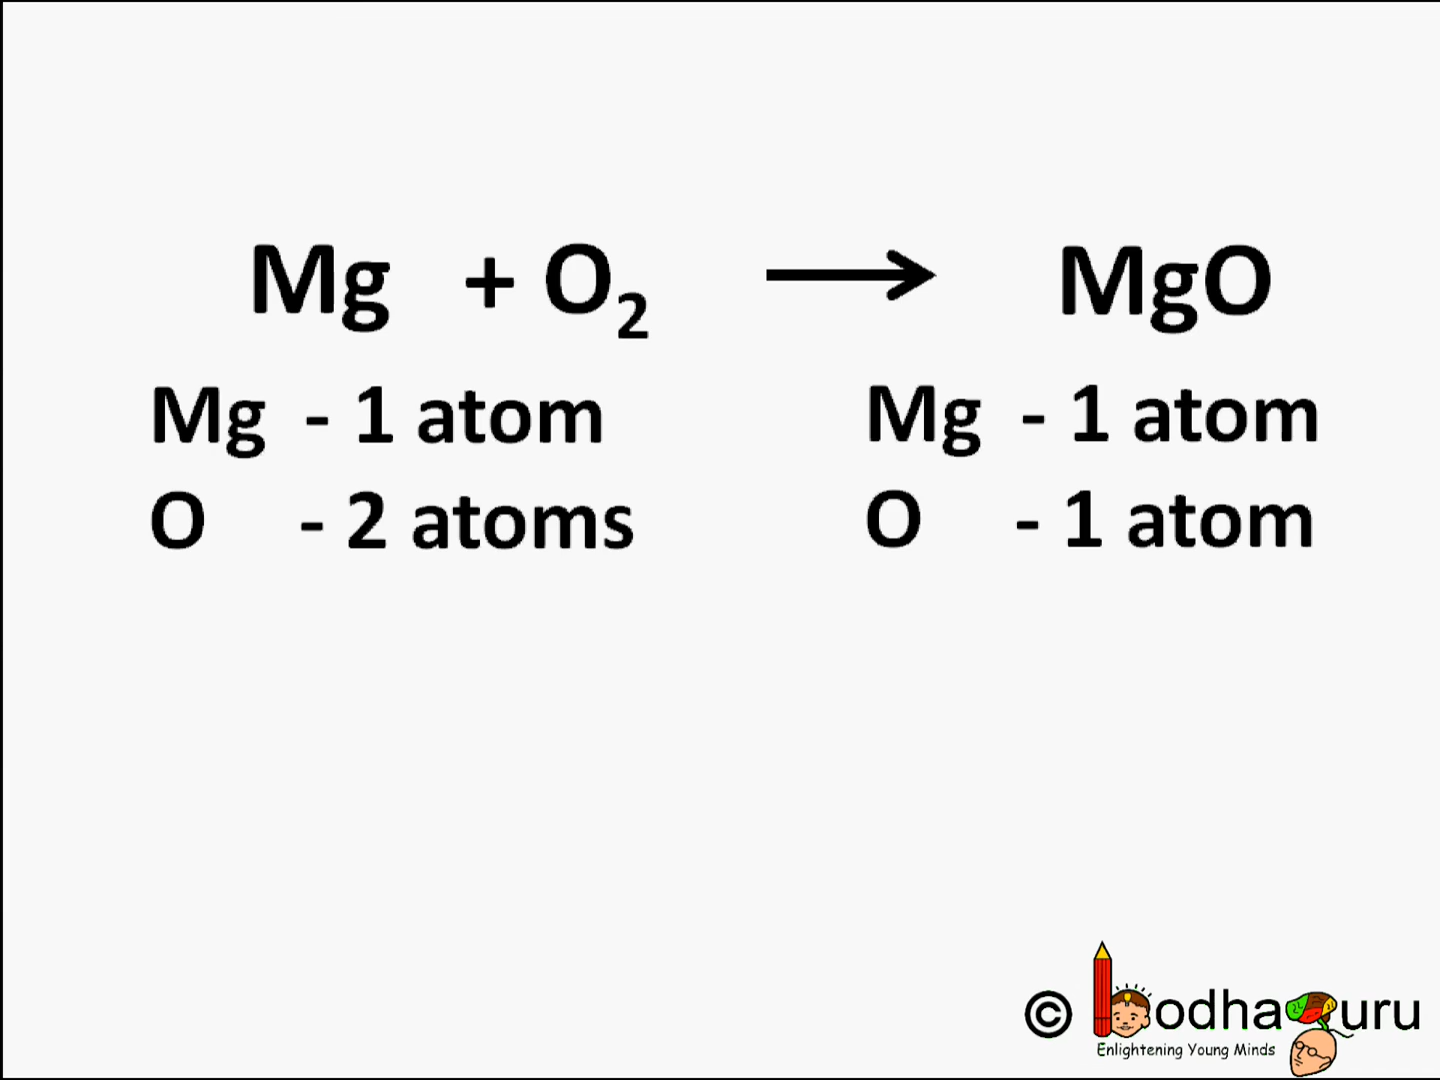 Mg + O₂ → MgO
Mg - 1 atom Mg - 1 atom
O - 2 atoms O - 1 atom
© bodhaguru
Enlightening Young Minds